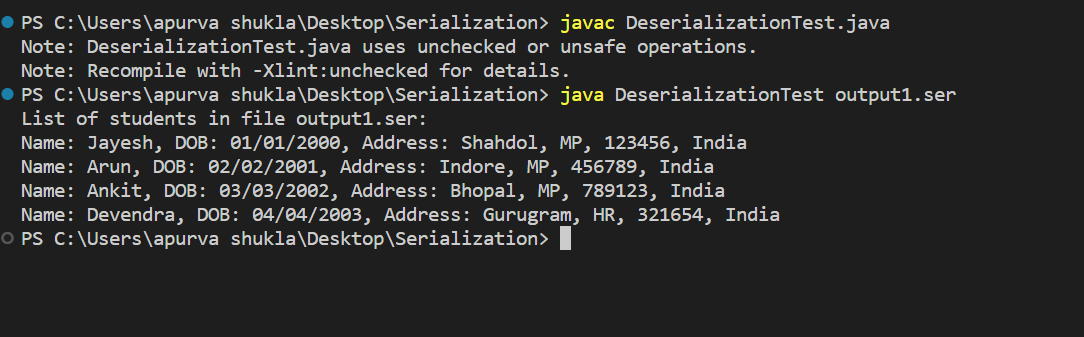 PS C:\Users\apurva shukla\Desktop\Serialization> javac DeserializationTest.java
Note: DeserializationTest.java uses unchecked or unsafe operations.
Note: Recompile with -Xlint:unchecked for details.
PS C:\Users\apurva shukla\Desktop\Serialization> java DeserializationTest output1.ser
List of students in file output1.ser:
Name: Jayesh, DOB: 01/01/2000, Address: Shahdol, MP, 123456, India
Name: Arun, DOB: 02/02/2001, Address: Indore, MP, 456789, India
Name: Ankit, DOB: 03/03/2002, Address: Bhopal, MP, 789123, India
Name: Devendra, DOB: 04/04/2003, Address: Gurugram, HR, 321654, India
PS C:\Users\apurva shukla\Desktop\Serialization>